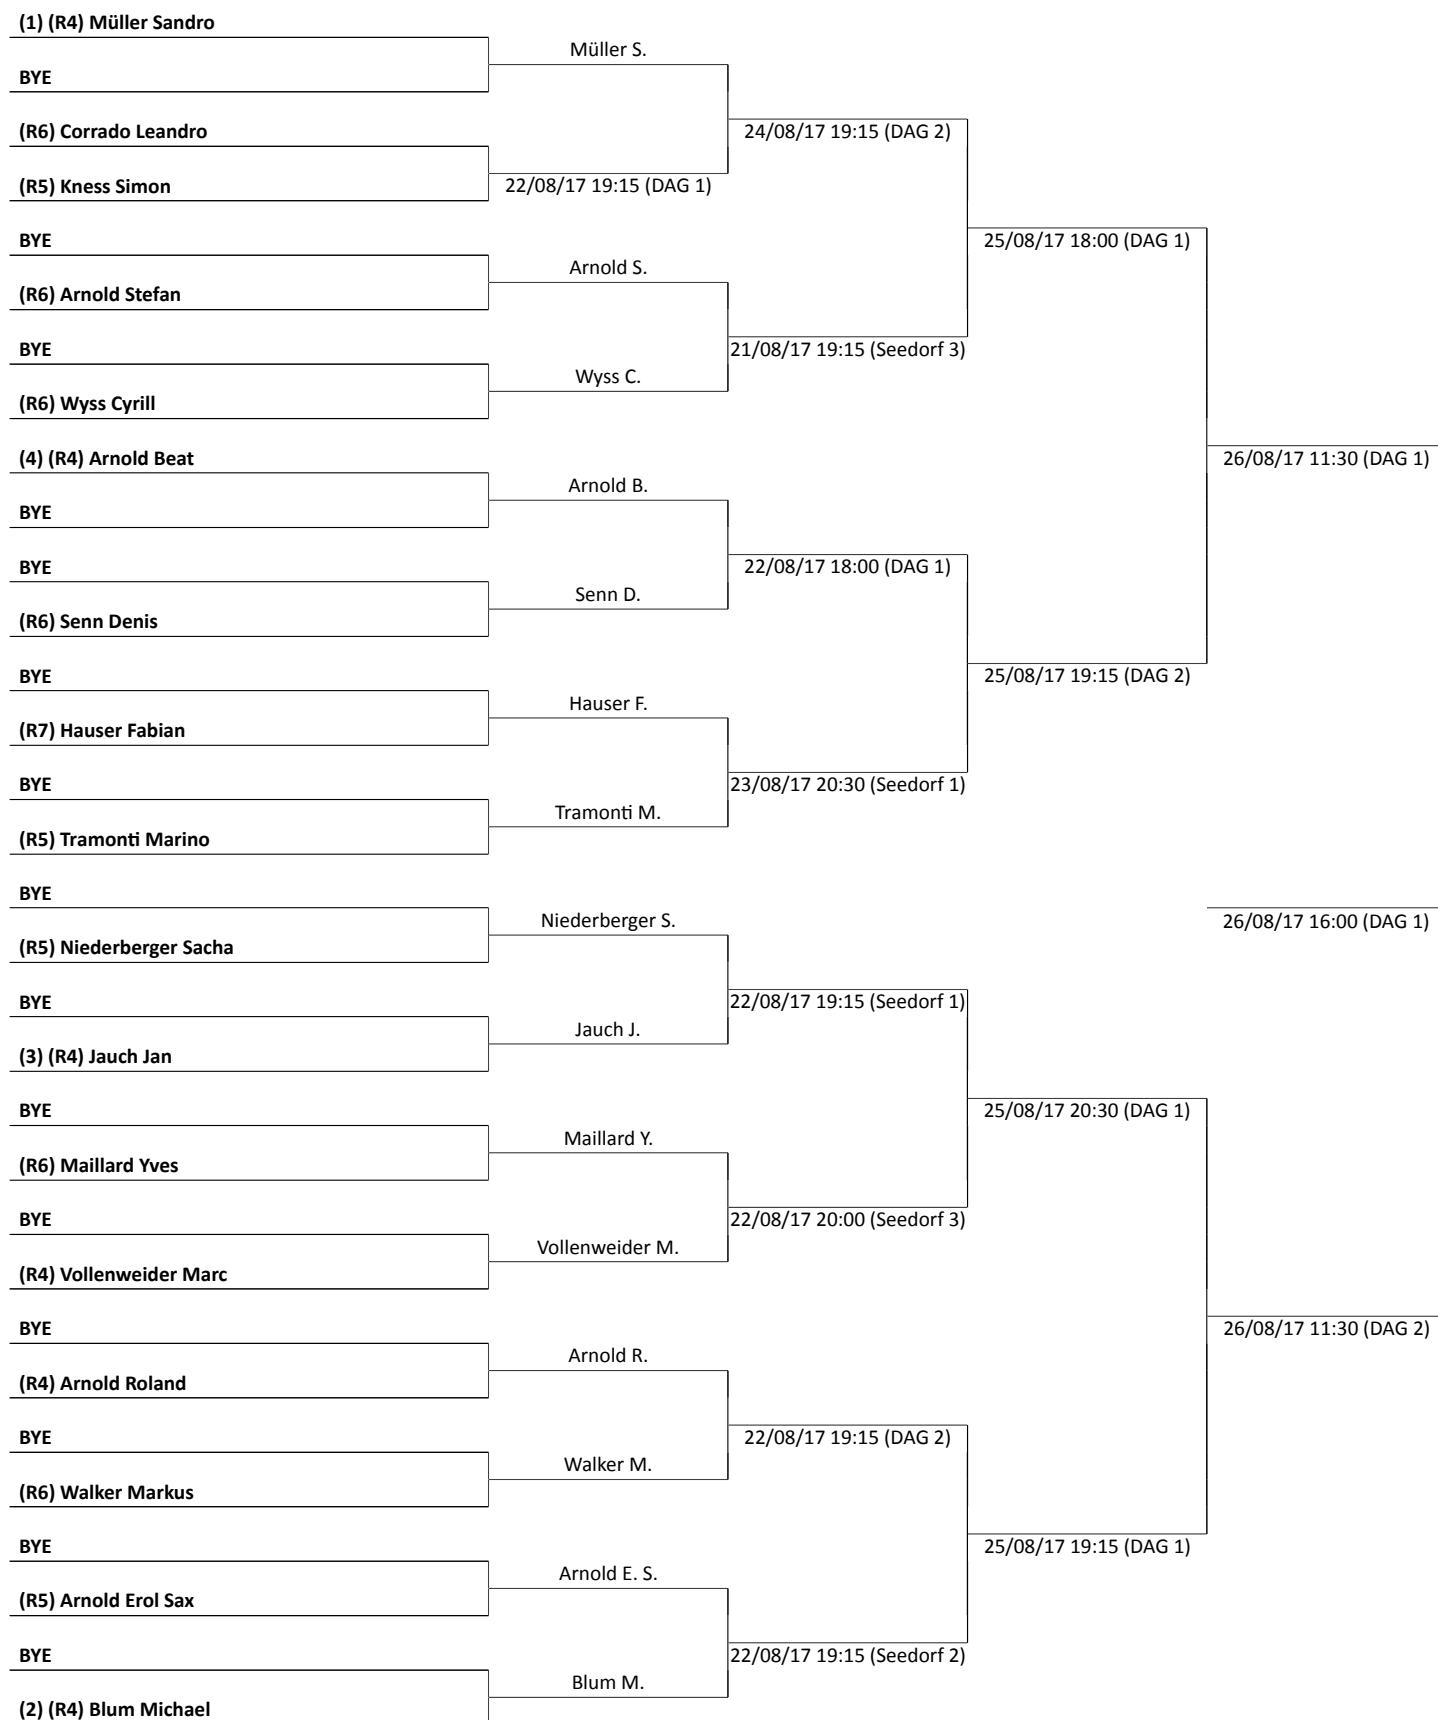 (1) (R4) Müller Sandro
Müller S.
BYE
(R6) Corrado Leandro
24/08/17 19:15 (DAG 2)
(R5) Kness Simon
22/08/17 19:15 (DAG 1)
BYE
25/08/17 18:00 (DAG 1)
Arnold S.
(R6) Arnold Stefan
BYE
21/08/17 19:15 (Seedorf 3)
Wyss C.
(R6) Wyss Cyrill
(4) (R4) Arnold Beat
26/08/17 11:30 (DAG 1)
Arnold B.
BYE
BYE
22/08/17 18:00 (DAG 1)
Senn D.
(R6) Senn Denis
BYE
25/08/17 19:15 (DAG 2)
Hauser F.
(R7) Hauser Fabian
BYE
23/08/17 20:30 (Seedorf 1)
Tramonti M.
(R5) Tramonti Marino
BYE
Niederberger S.
26/08/17 16:00 (DAG 1)
(R5) Niederberger Sacha
BYE
22/08/17 19:15 (Seedorf 1)
Jauch J.
(3) (R4) Jauch Jan
BYE
25/08/17 20:30 (DAG 1)
Maillard Y.
(R6) Maillard Yves
BYE
22/08/17 20:00 (Seedorf 3)
Vollenweider M.
(R4) Vollenweider Marc
BYE
26/08/17 11:30 (DAG 2)
Arnold R.
(R4) Arnold Roland
BYE
22/08/17 19:15 (DAG 2)
Walker M.
(R6) Walker Markus
BYE
25/08/17 19:15 (DAG 1)
Arnold E. S.
(R5) Arnold Erol Sax
BYE
22/08/17 19:15 (Seedorf 2)
Blum M.
(2) (R4) Blum Michael